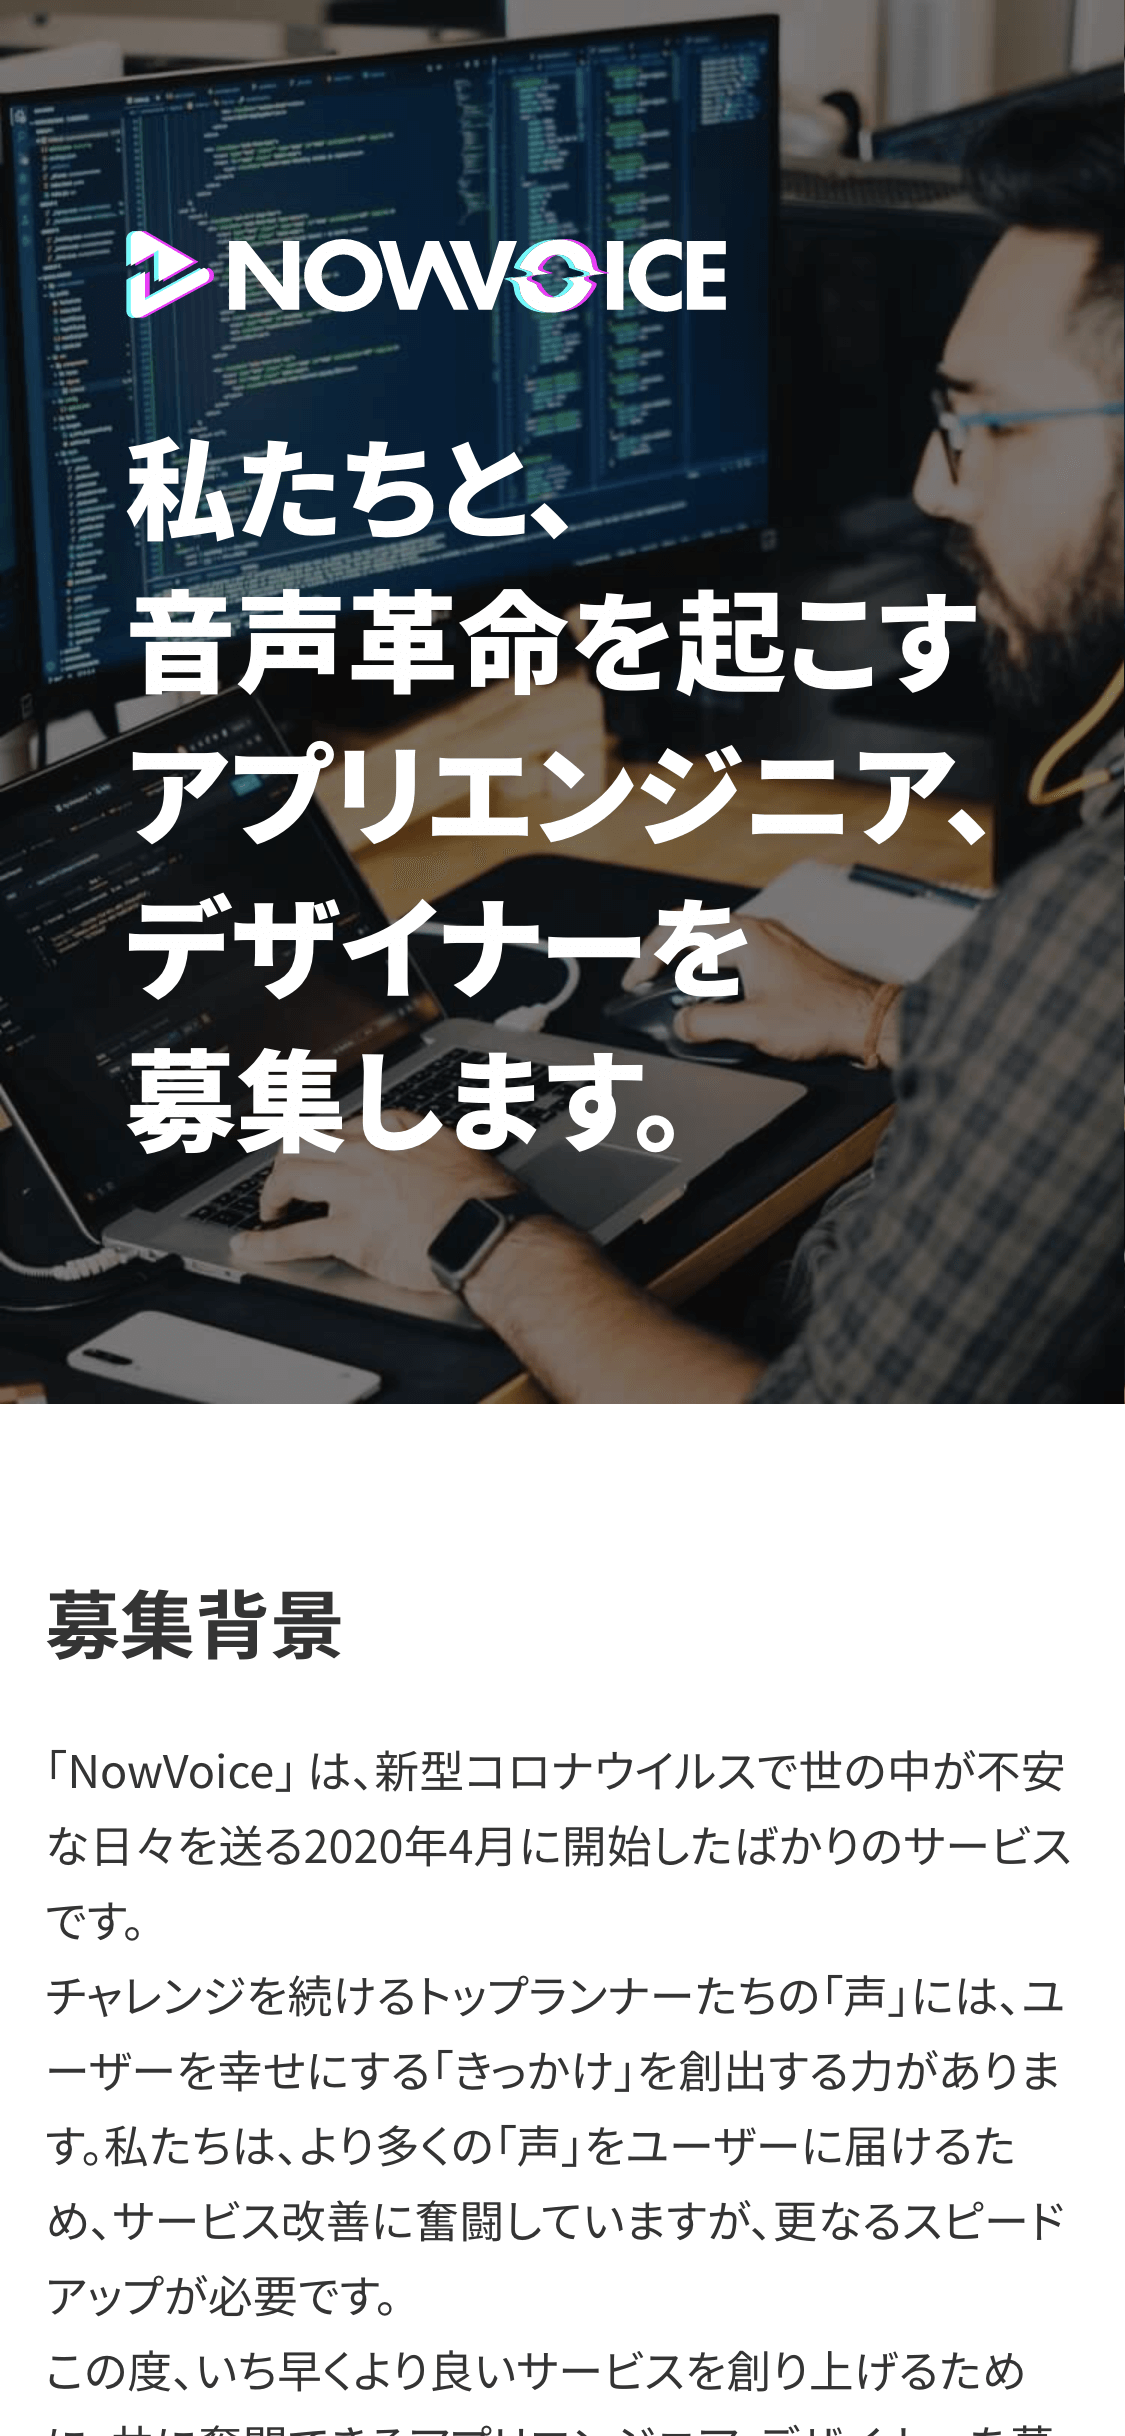 NOWVOICE
私たちと、
音声革命を起こす
アプリエンジニア、
デザイナーを
募集します。
募集背景
「NowVoice」は、新型コロナウイルスで世の中が不安
な日々を送る2020年4月に開始したばかりのサービス
です。
チャレンジを続けるトップランナーたちの「声」には、ユ
ーザーを幸せにする「きっかけ」を創出する力がありま
す。私たちは、より多くの「声」をユーザーに届けるた
め、サービス改善に奮闘していますが、更なるスピード
アップが必要です。
この度、いち早くより良いサービスを創り上げるため